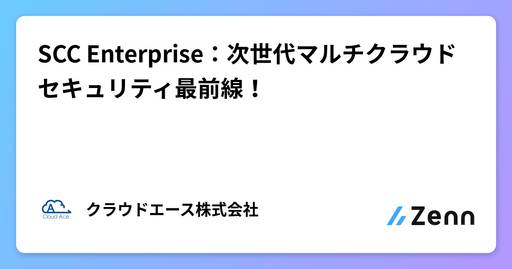 SCC Enterprise：次世代マルチクラウド
セキュリティ最前線！
Cloud Ace
クラウドエース株式会社
Zenn